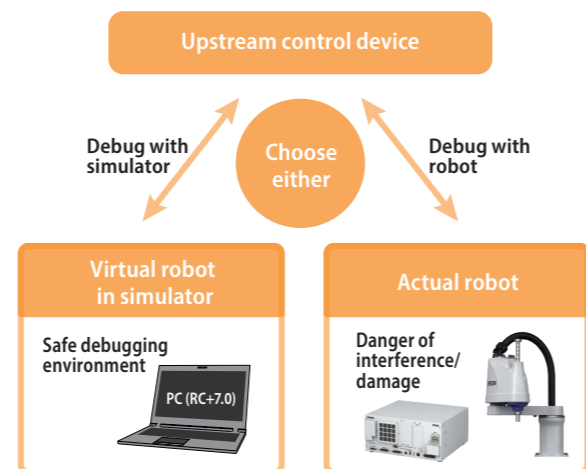 Upstream control device
Debug with
simulator
Choose
either
Debug with
robot
Virtual robot
in simulator
Safe debugging
environment
PC (RC+7.0)
Actual robot
Danger of
interference/
damage